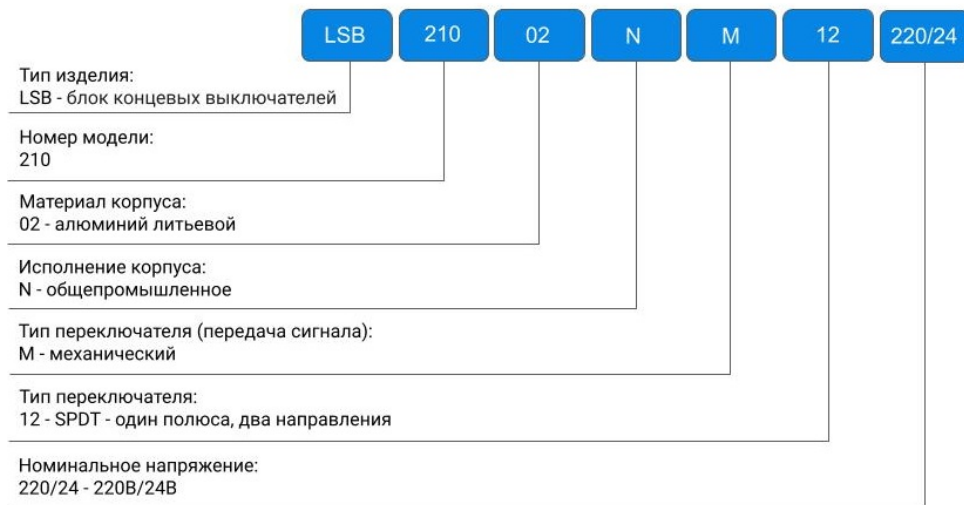 LSB 210 02 N M 12 220/24
Тип изделия:
LSB - блок концевых выключателей
Номер модели:
210
Материал корпуса:
02 - алюминий литьевой
Исполнение корпуса:
N - общепромышленное
Тип переключателя (передача сигнала):
M - механический
Тип переключателя:
12 - SPDT - один полюса, два направления
Номинальное напряжение:
220/24 - 220В/24В